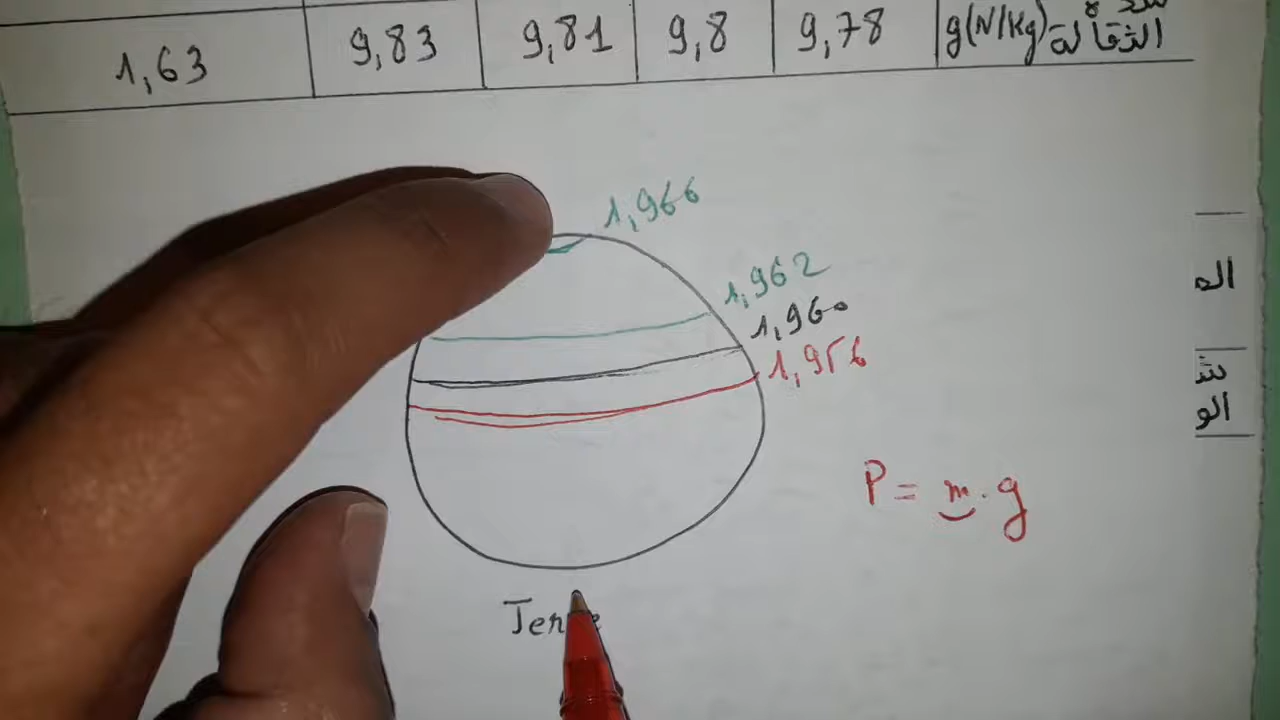 1,63 9,83 9,81 9,8 9,78 g(N/Kg) الثقالة
1,966
1,962
1,960
1,956
P = m . g
Terre